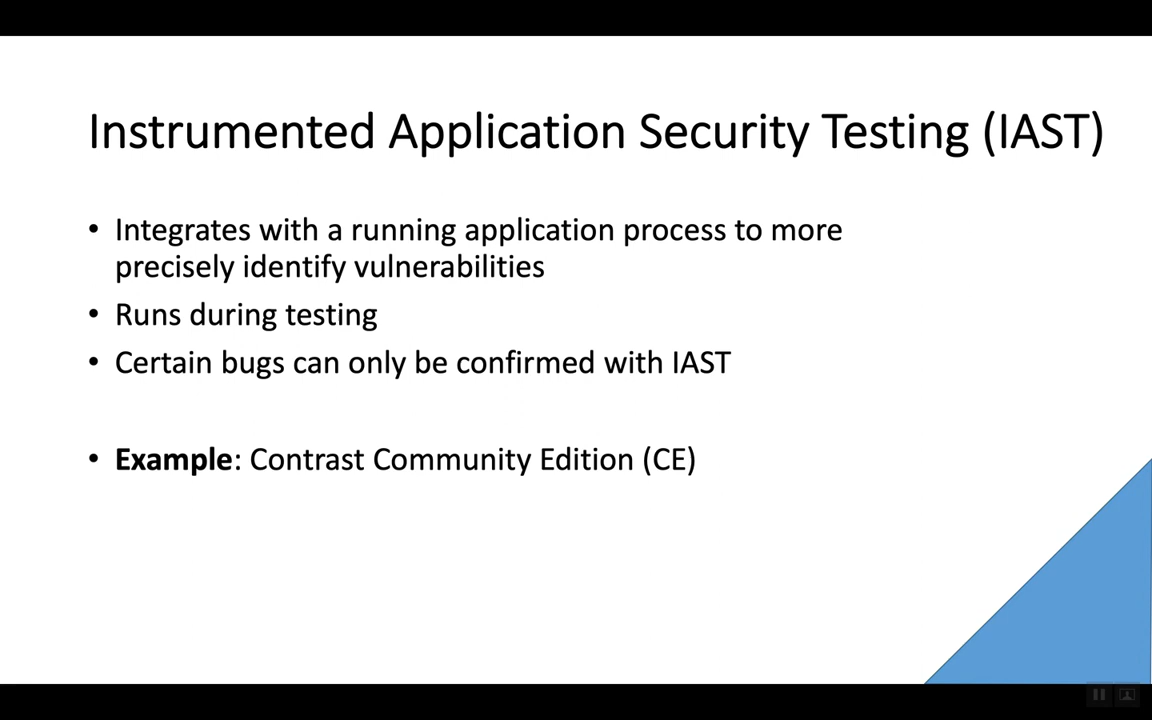 Instrumented Application Security Testing (IAST)
• Integrates with a running application process to more
precisely identify vulnerabilities
• Runs during testing
• Certain bugs can only be confirmed with IAST
• Example: Contrast Community Edition (CE)